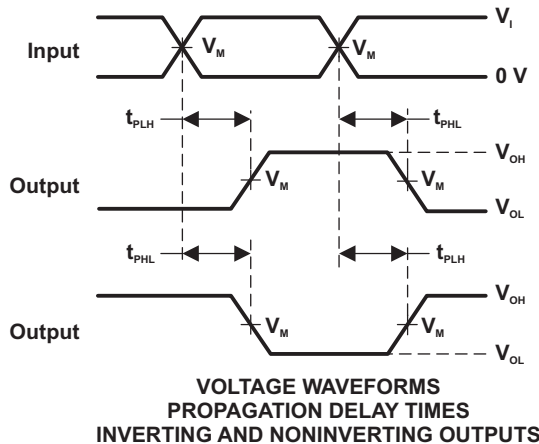 V_I
Input V_M V_M
0 V
t_PLH t_PHL
V_OH
Output V_M V_M
V_OL
t_PHL t_PLH
V_OH
Output V_M V_M
V_OL
VOLTAGE WAVEFORMS
PROPAGATION DELAY TIMES
INVERTING AND NONINVERTING OUTPUTS